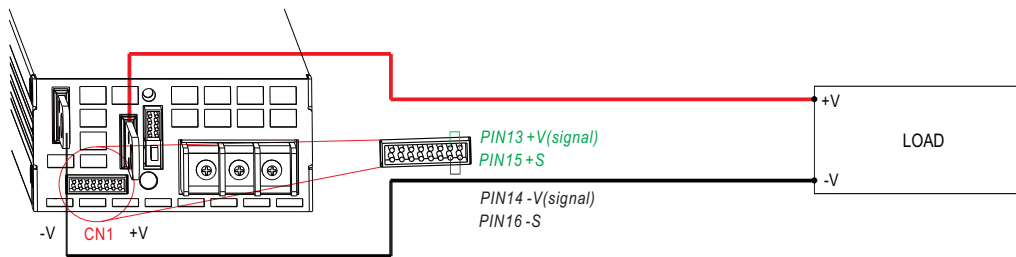 +V
PIN13 +V(signal)
PIN15 +S
LOAD
-V
PIN14 -V(signal)
PIN16 -S
-V
CN1
+V